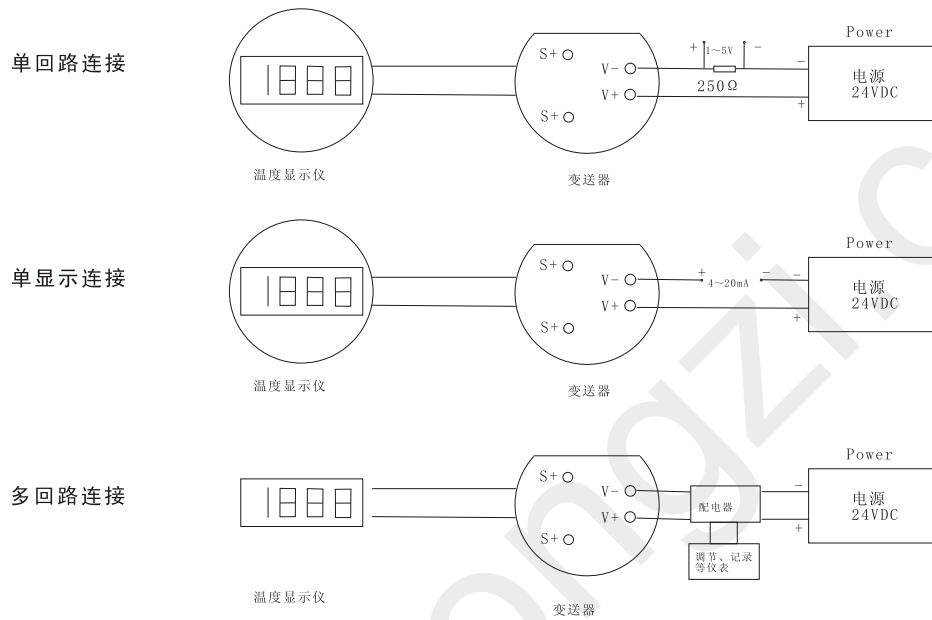 单回路连接
1888
温度显示仪
S+
V-
V+
S+
变送器
+ 1~5V -
250Ω
Power
-
+
电源
24VDC
单显示连接
1888
温度显示仪
S+
V-
V+
S+
变送器
+ 4~20mA -
Power
-
+
电源
24VDC
多回路连接
1888
温度显示仪
S+
V-
V+
S+
变送器
配电器
调节、记录
等仪表
Power
-
+
电源
24VDC
ongzi.c